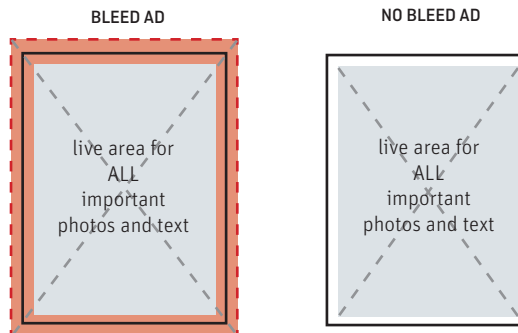 BLEED AD
live area for
ALL
important
photos and text
NO BLEED AD
live area for
ALL
important
photos and text